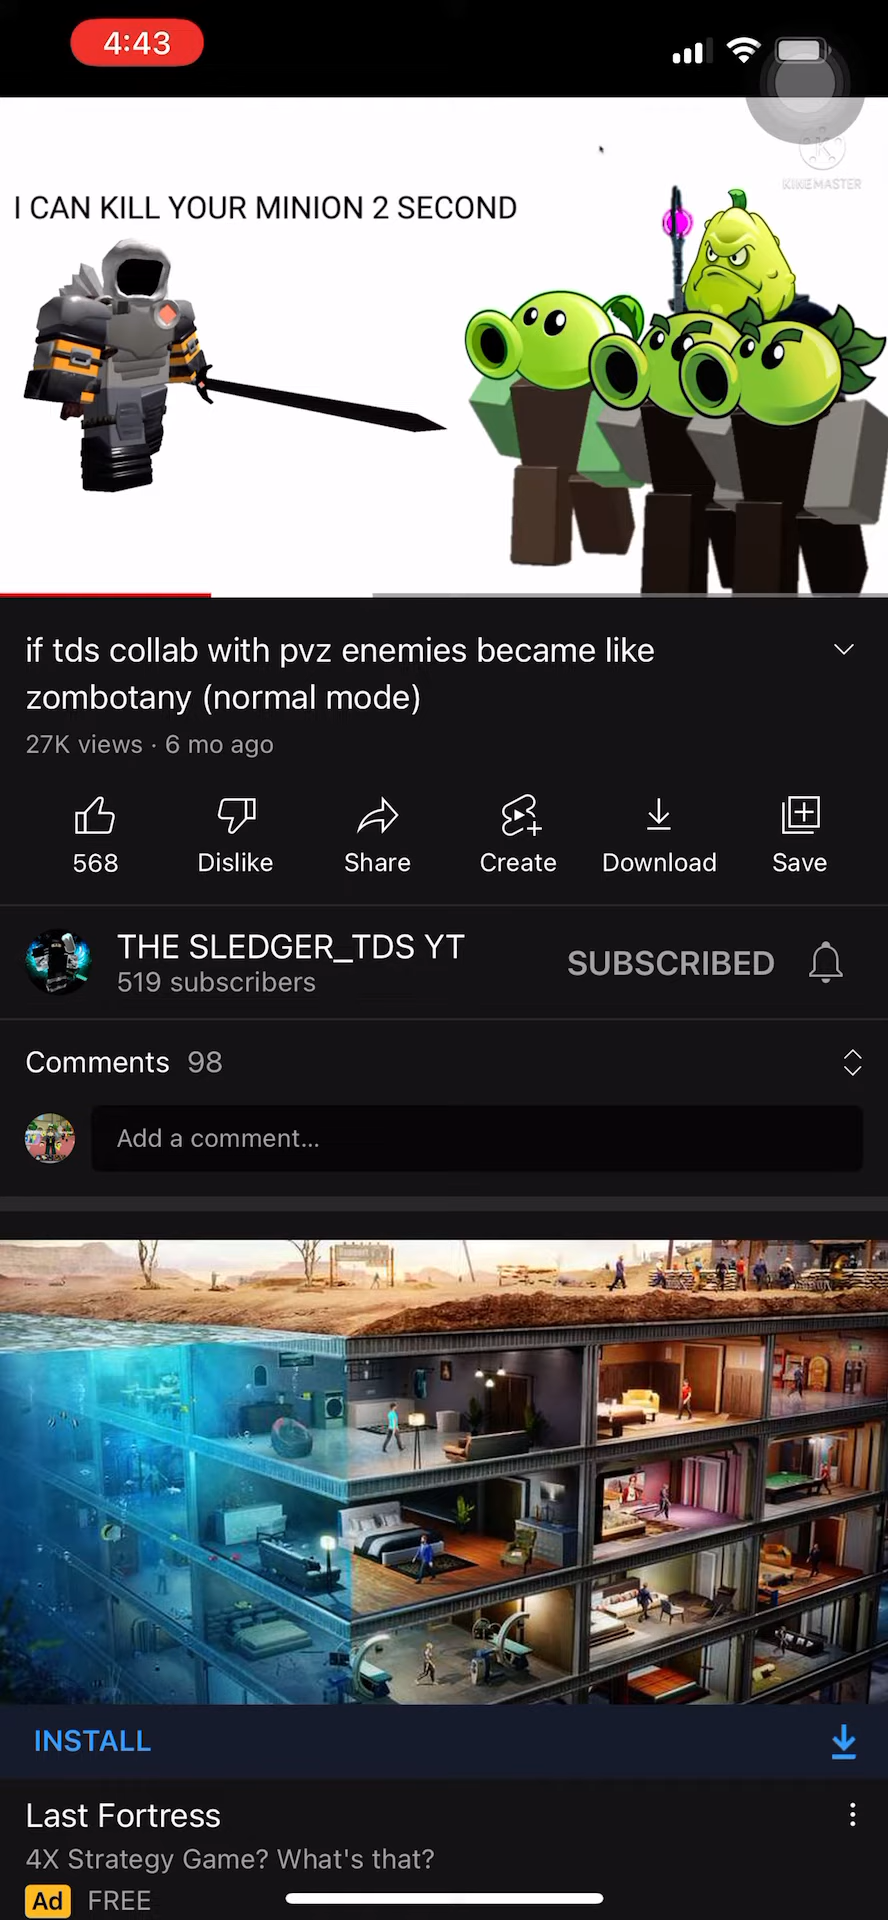 4:43
KINEMASTER
I CAN KILL YOUR MINION 2 SECOND
if tds collab with pvz enemies became like
zombotany (normal mode)
27K views · 6 mo ago
568
Dislike
Share
Create
Download
Save
THE SLEDGER_TDS YT
519 subscribers
SUBSCRIBED
Comments 98
Add a comment...
INSTALL
Last Fortress
4X Strategy Game? What's that?
Ad FREE